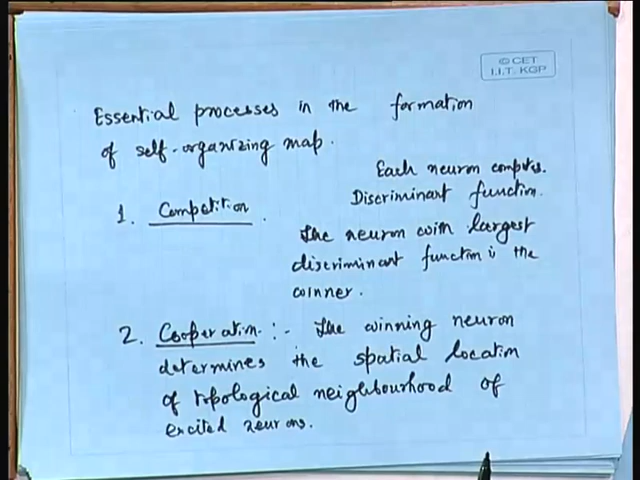 © CET
I.I.T. KGP
Essential processes in the formation
of self-organizing map.
Each neuron computes.
Discriminant function.
1. Competition.
The neuron with largest
discriminant function is the
winner.
2. Cooperation :- The winning neuron
determines the spatial location
of topological neighbourhood of
excited neurons.